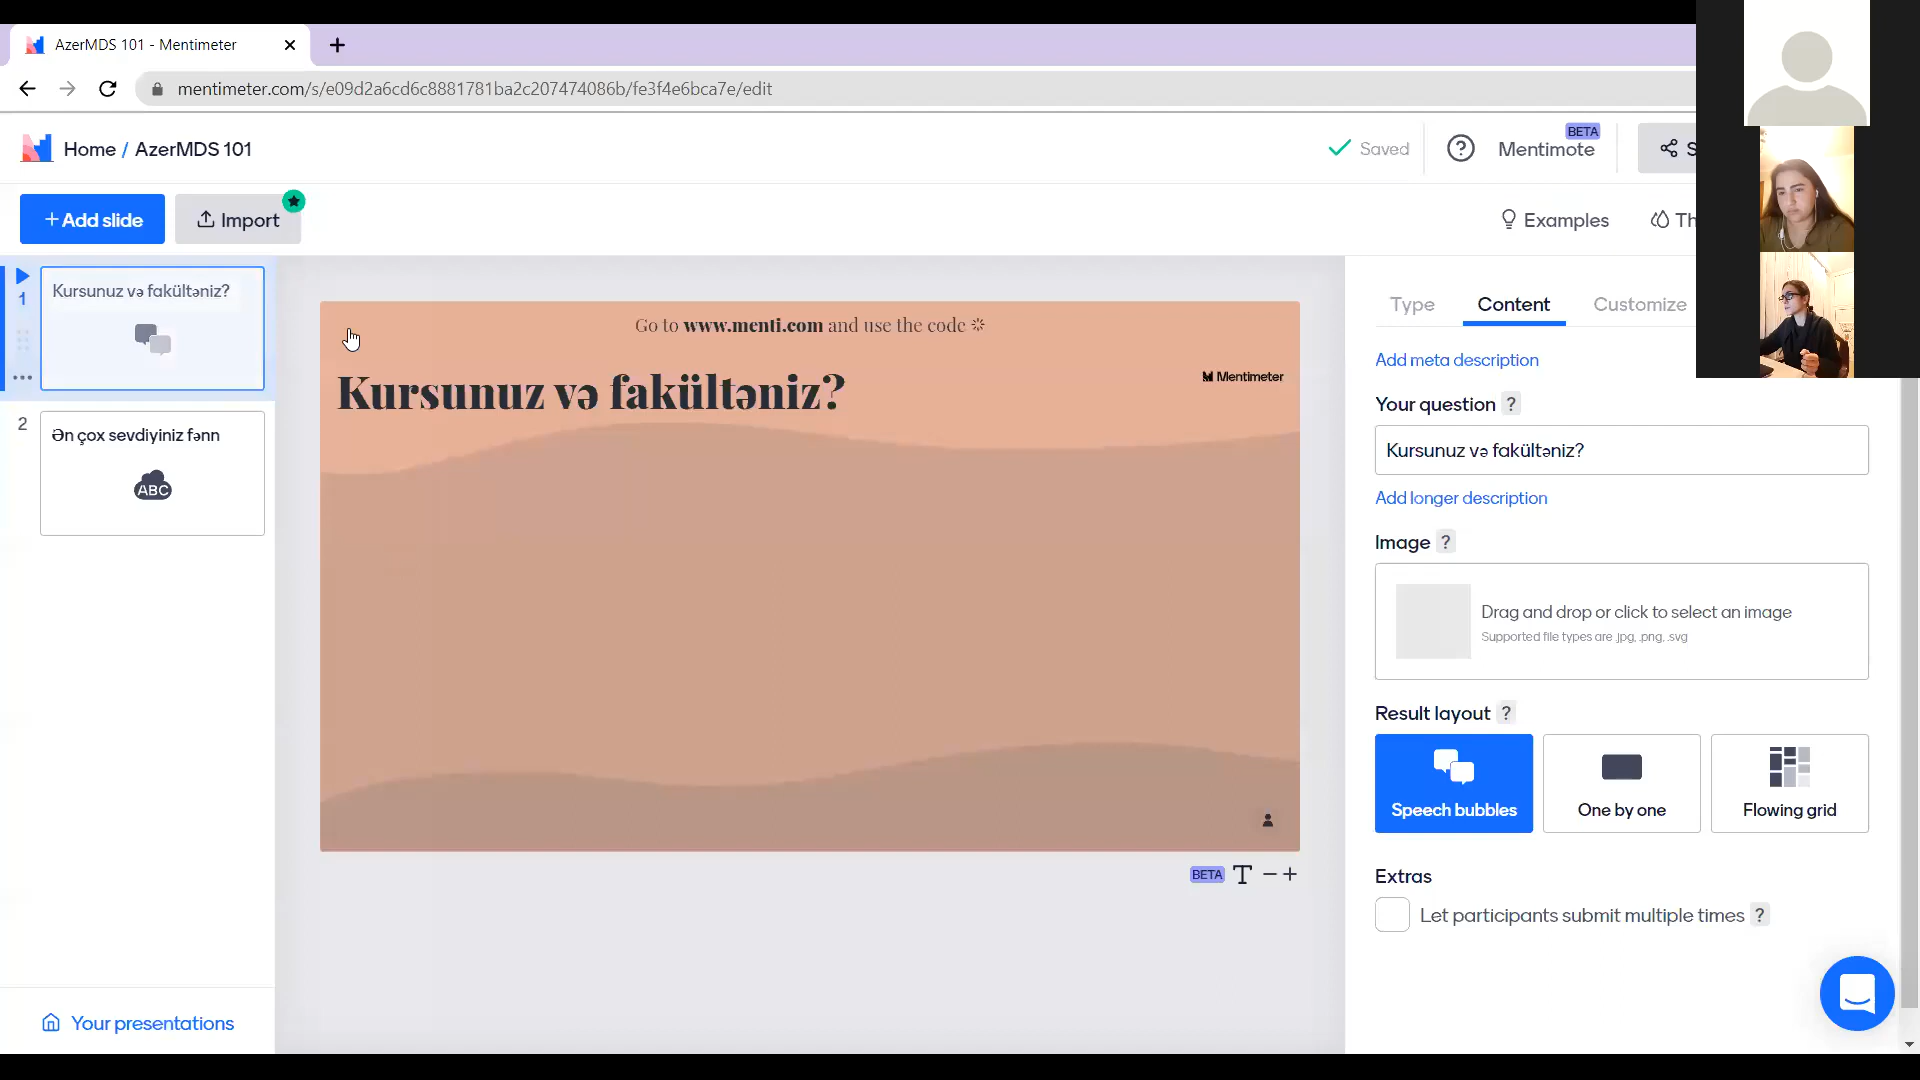 AzerMDS 101 - Mentimeter
mentimeter.com/s/e09d2a6cd6c8881781ba2c207474086b/fe3f4e6bca7e/edit
Home / AzerMDS 101
Saved
Mentimote
BETA
S
+ Add slide
Import
Examples
Th
1
Kursunuz və fakültəniz?
2
Ən çox sevdiyiniz fənn
ABC
Your presentations
Go to www.menti.com and use the code
Kursunuz və fakültəniz?
Mentimeter
BETA T − +
Type
Content
Customize
Add meta description
Your question ?
Kursunuz və fakültəniz?
Add longer description
Image ?
Drag and drop or click to select an image
Supported file types are .jpg, .png, .svg
Result layout ?
Speech bubbles
One by one
Flowing grid
Extras
Let participants submit multiple times ?